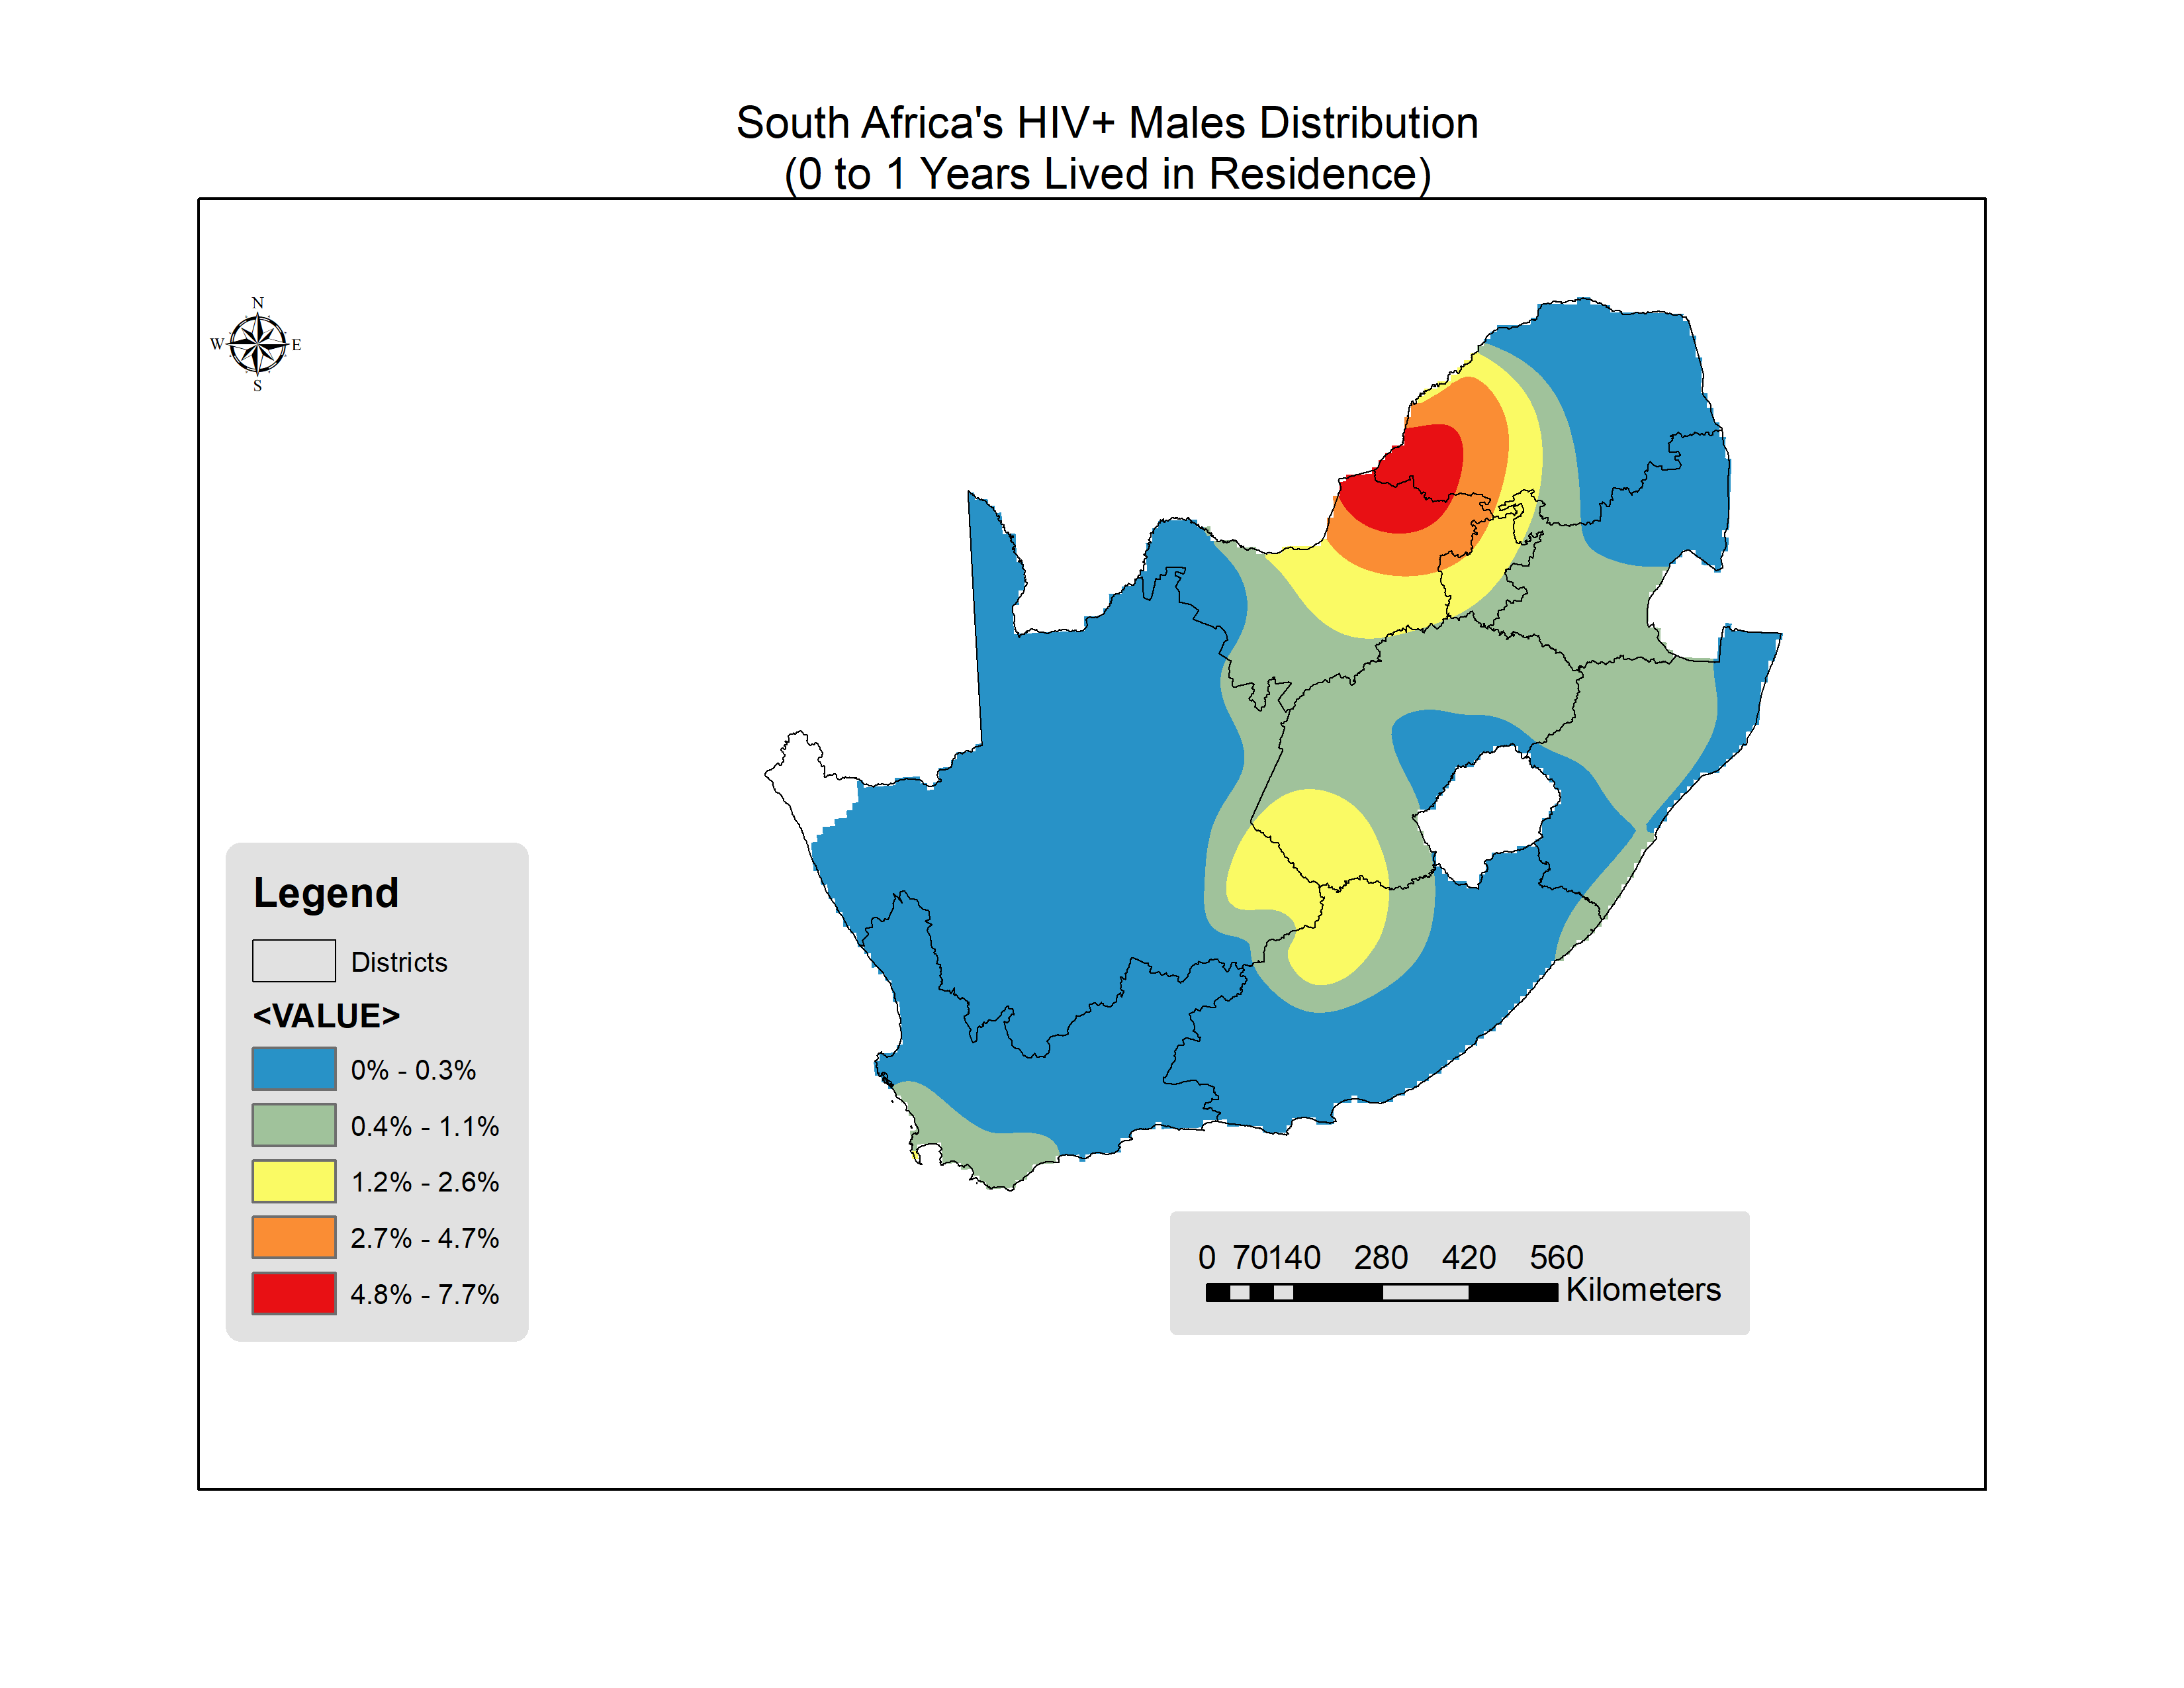 South Africa's HIV+ Males Distribution
(0 to 1 Years Lived in Residence)
N
W E
S
Legend
Districts
<VALUE>
0% - 0.3%
0.4% - 1.1%
1.2% - 2.6%
2.7% - 4.7%
4.8% - 7.7%
0 70140 280 420 560
Kilometers